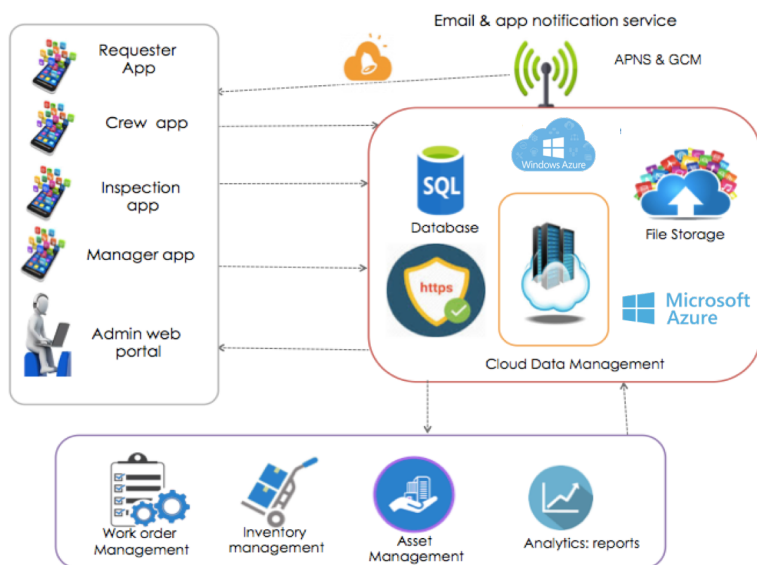 Email & app notification service
APNS & GCM
Requester
App
Crew app
Inspection
app
Manager app
Admin web
portal
Windows Azure
SQL
Database
https
File Storage
Microsoft
Azure
Cloud Data Management
Work order
Management
Inventory
management
Asset
Management
Analytics: reports